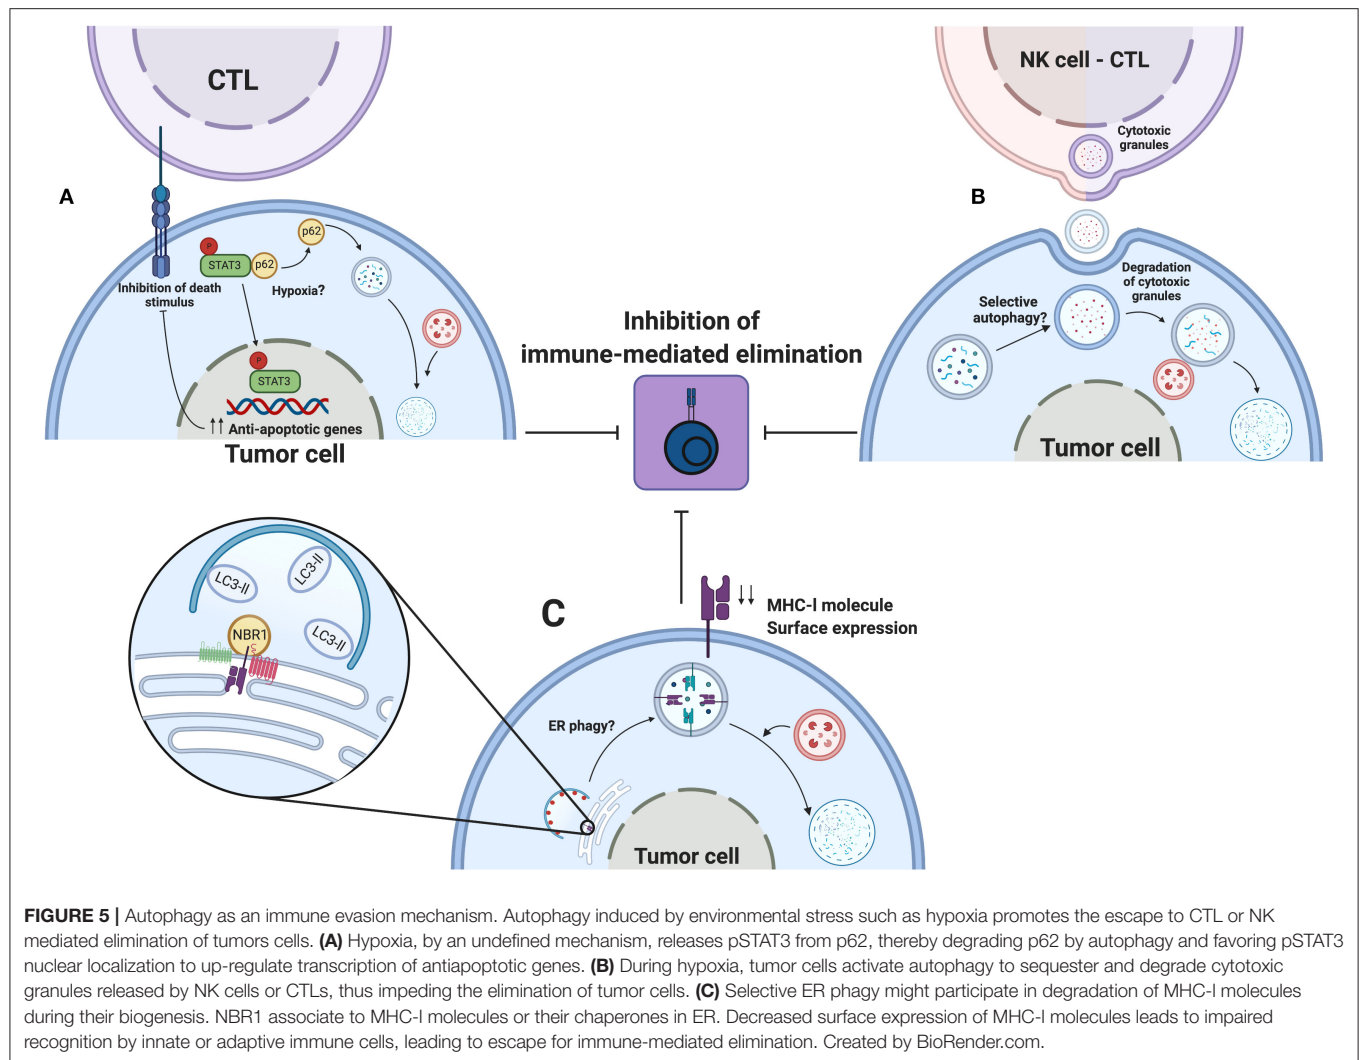 CTL
A
P
STAT3
p62
p62
Hypoxia?
Inhibition of death
stimulus
P
STAT3
↑↑ Anti-apoptotic genes
Tumor cell
NK cell - CTL
Cytotoxic
granules
B
Degradation
of cytotoxic
granules
Selective
autophagy?
Tumor cell
Inhibition of
immune-mediated elimination
LC3-II
LC3-II
LC3-II
NBR1
C
↓↓ MHC-I molecule
Surface expression
ER phagy?
Tumor cell
FIGURE 5 | Autophagy as an immune evasion mechanism. Autophagy induced by environmental stress such as hypoxia promotes the escape to CTL or NK
mediated elimination of tumors cells. (A) Hypoxia, by an undefined mechanism, releases pSTAT3 from p62, thereby degrading p62 by autophagy and favoring pSTAT3
nuclear localization to up-regulate transcription of antiapoptotic genes. (B) During hypoxia, tumor cells activate autophagy to sequester and degrade cytotoxic
granules released by NK cells or CTLs, thus impeding the elimination of tumor cells. (C) Selective ER phagy might participate in degradation of MHC-I molecules
during their biogenesis. NBR1 associate to MHC-I molecules or their chaperones in ER. Decreased surface expression of MHC-I molecules leads to impaired
recognition by innate or adaptive immune cells, leading to escape for immune-mediated elimination. Created by BioRender.com.